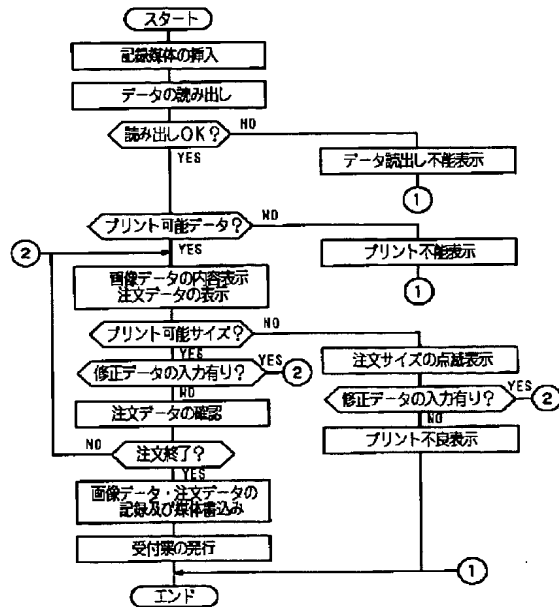 スタート
記録媒体の挿入
データの読み出し
読み出しOK?
NO
YES
データ読出し不能表示
1
プリント可能データ?
NO
YES
2
プリント不能表示
1
画像データの内容表示
注文データの表示
プリント可能サイズ?
NO
YES
注文サイズの点滅表示
修正データの入力有り?
YES
2
NO
修正データの入力有り?
YES
2
NO
注文データの確認
プリント不良表示
注文終了?
NO
YES
画像データ・注文データの
記録及び媒体書込み
受付票の発行
1
エンド